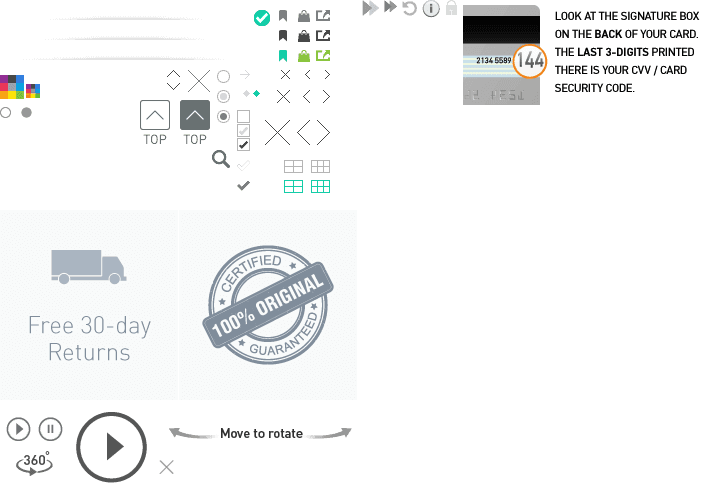 LOOK AT THE SIGNATURE BOX
ON THE BACK OF YOUR CARD.
THE LAST 3-DIGITS PRINTED
THERE IS YOUR CVV / CARD
SECURITY CODE.
2134 5589 144
TOP TOP
Free 30-day
Returns
CERTIFIED
100% ORIGINAL
GUARANTEED
Move to rotate
360°